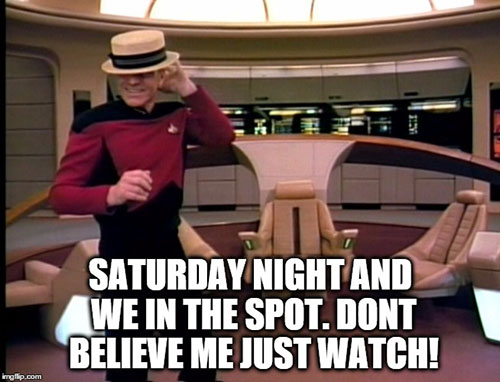 SATURDAY NIGHT AND
WE IN THE SPOT. DONT
BELIEVE ME JUST WATCH!
imgflip.com